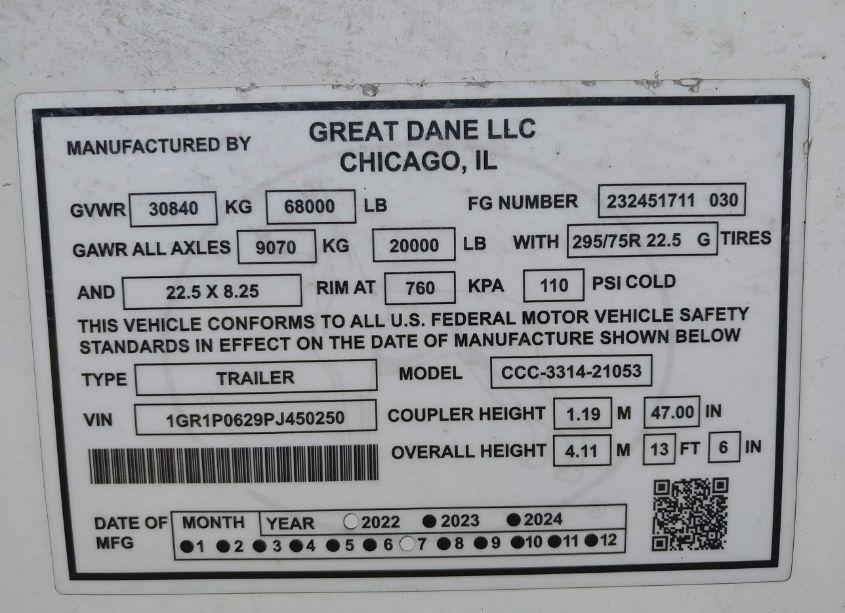 MANUFACTURED BY GREAT DANE LLC
CHICAGO, IL
GVWR 30840 KG 68000 LB FG NUMBER 232451711 030
GAWR ALL AXLES 9070 KG 20000 LB WITH 295/75R 22.5 G TIRES
AND 22.5 X 8.25 RIM AT 760 KPA 110 PSI COLD
THIS VEHICLE CONFORMS TO ALL U.S. FEDERAL MOTOR VEHICLE SAFETY
STANDARDS IN EFFECT ON THE DATE OF MANUFACTURE SHOWN BELOW
TYPE TRAILER MODEL CCC-3314-21053
VIN 1GR1P0629PJ450250 COUPLER HEIGHT 1.19 M 47.00 IN
OVERALL HEIGHT 4.11 M 13 FT 6 IN
DATE OF MFG MONTH YEAR 2022 2023 2024
1 2 3 4 5 6 7 8 9 10 11 12